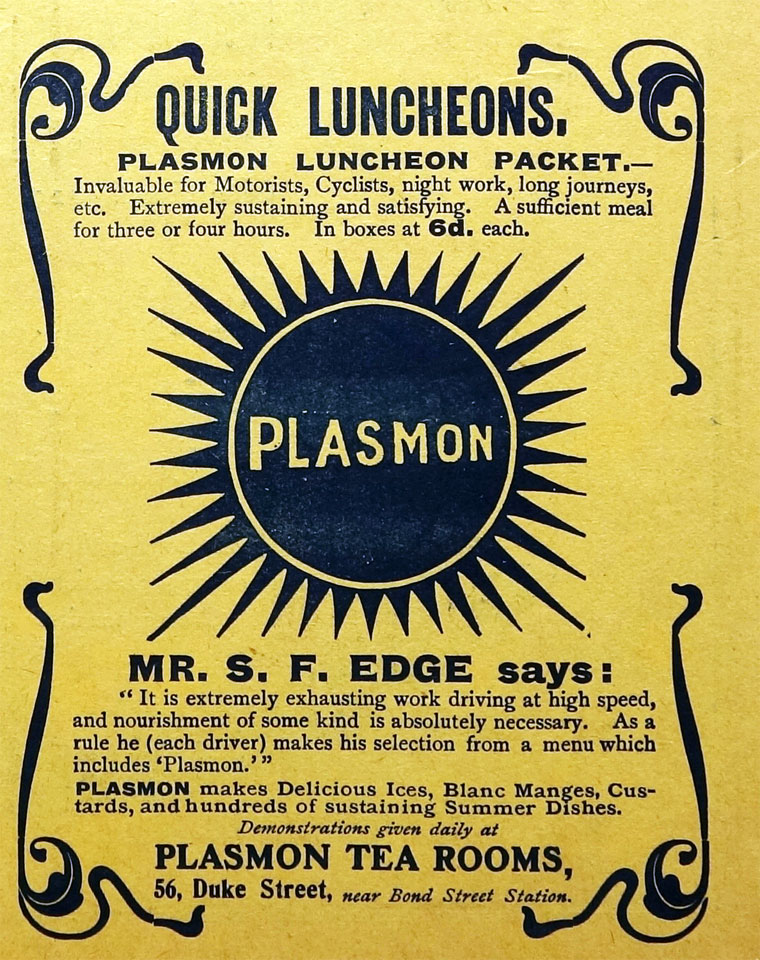 QUICK LUNCHEONS.
PLASMON LUNCHEON PACKET.—
Invaluable for Motorists, Cyclists, night work, long journeys,
etc. Extremely sustaining and satisfying. A sufficient meal
for three or four hours. In boxes at 6d. each.
PLASMON
MR. S. F. EDGE says:
“ It is extremely exhausting work driving at high speed,
and nourishment of some kind is absolutely necessary. As a
rule he (each driver) makes his selection from a menu which
includes ‘Plasmon.’ ”
PLASMON makes Delicious Ices, Blanc Manges, Cus-
tards, and hundreds of sustaining Summer Dishes.
Demonstrations given daily at
PLASMON TEA ROOMS,
56, Duke Street, near Bond Street Station.